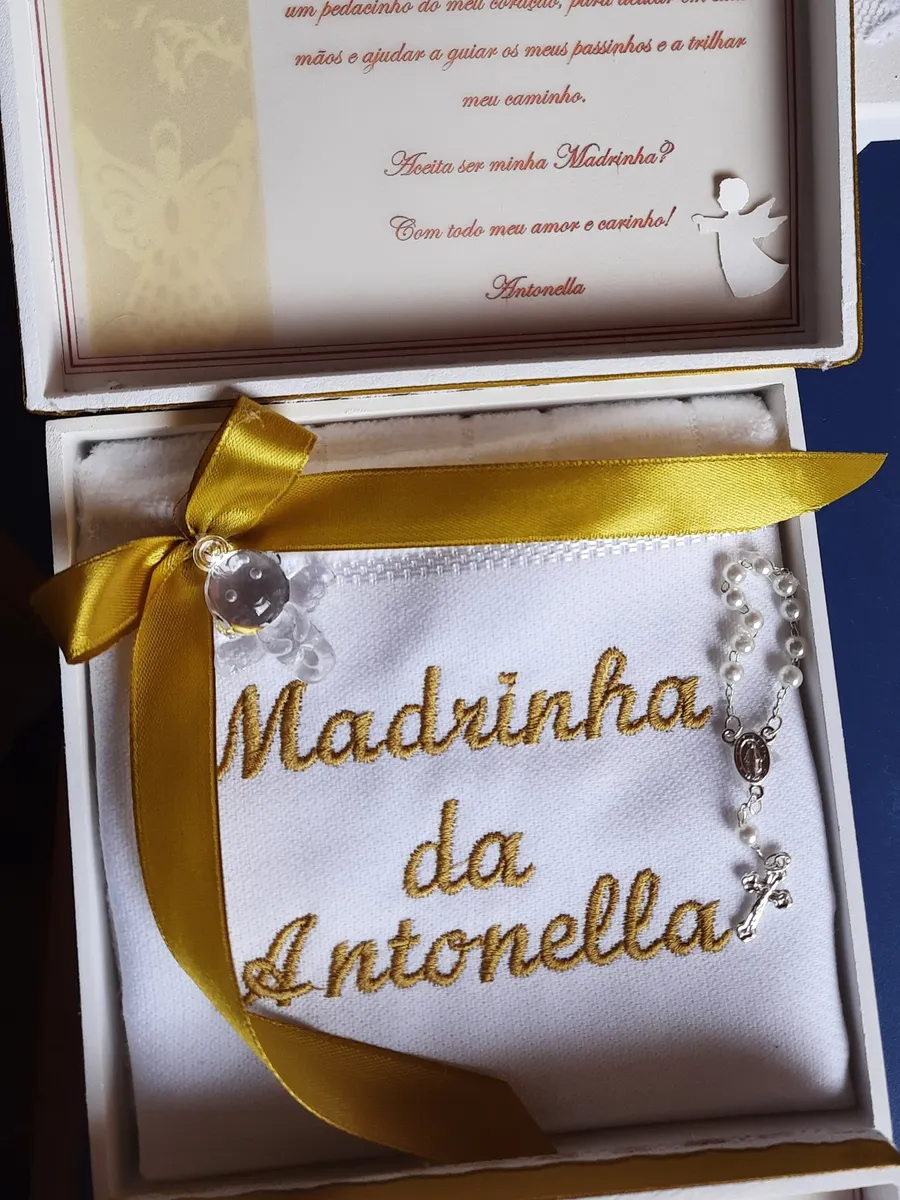 um pedacinho do meu coração, para deixar em suas
mãos e ajudar a guiar os meus passinhos e a trilhar
meu caminho.
Aceita ser minha Madrinha?
Com todo meu amor e carinho!
Antonella
Madrinha
da
Antonella